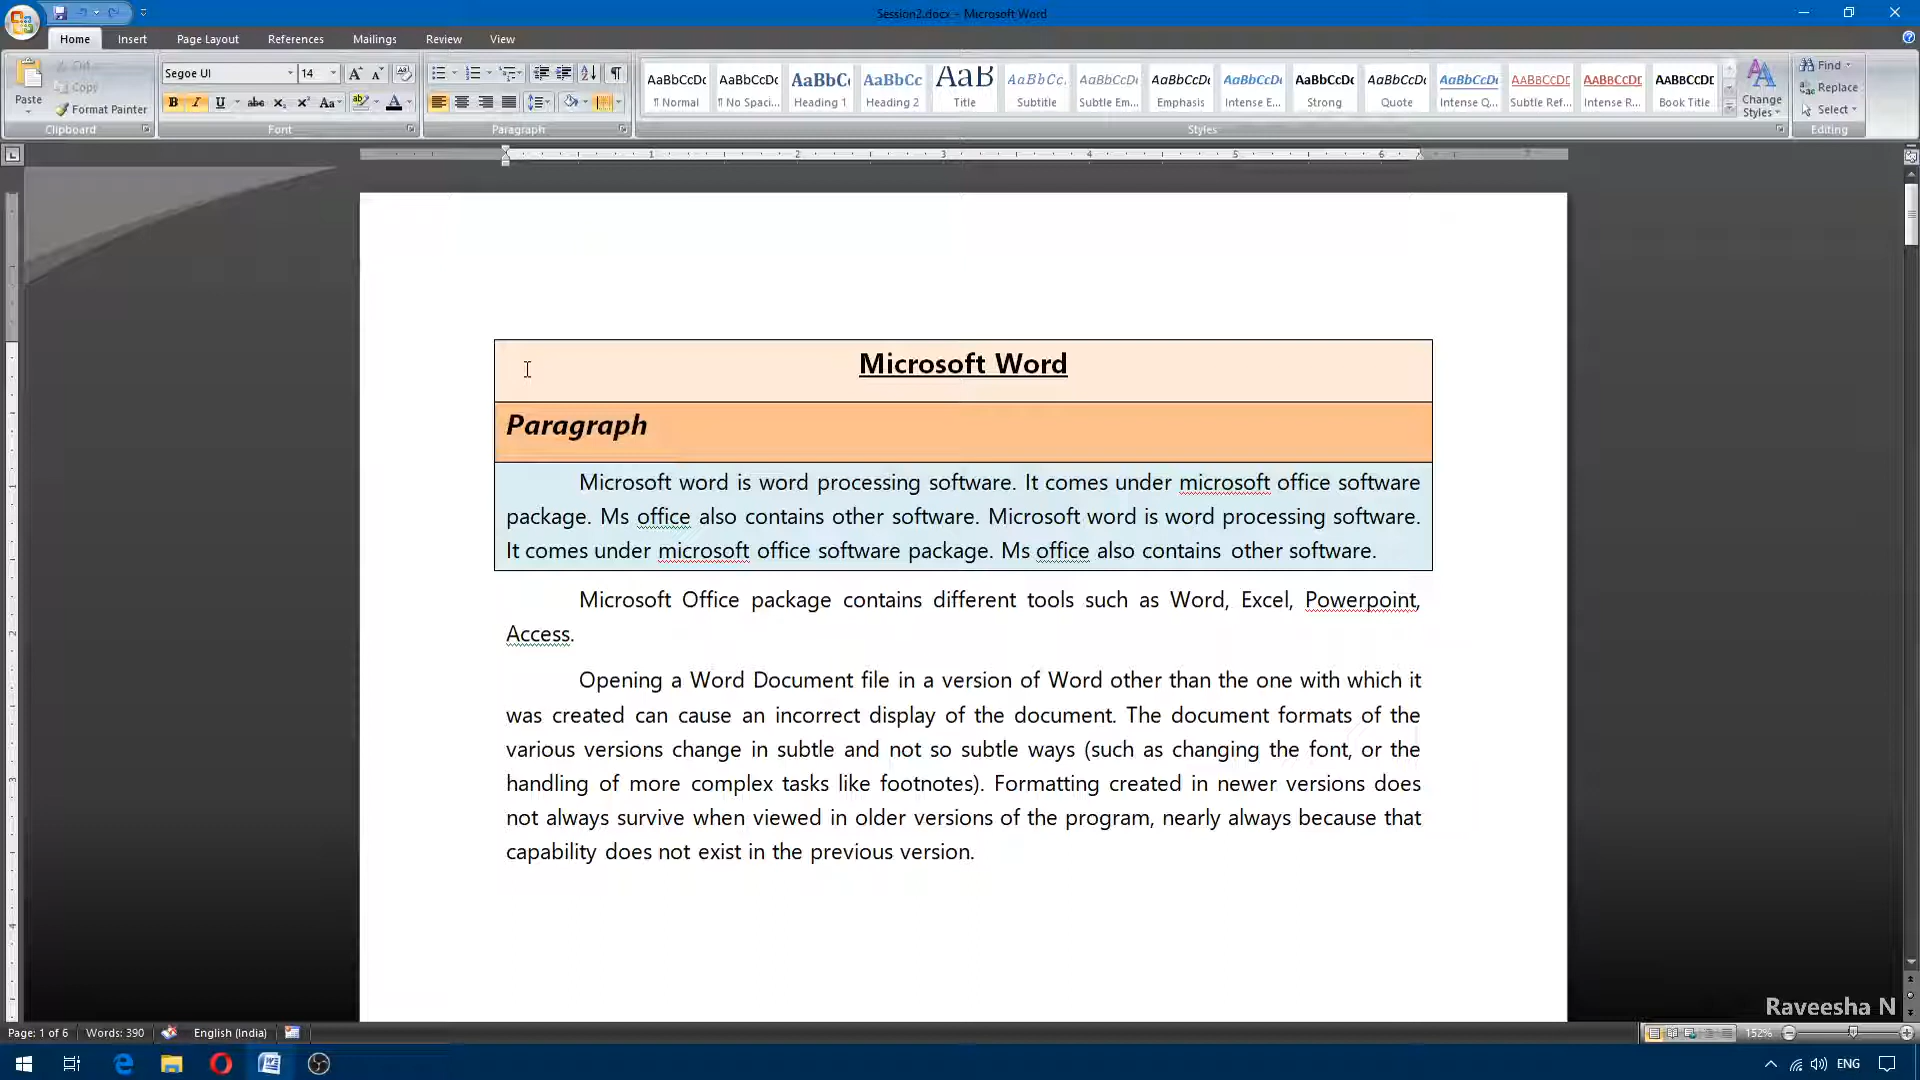 Session2.docx - Microsoft Word
Home Insert Page Layout References Mailings Review View
Paste
Cut
Copy
Format Painter
Clipboard
Segoe UI 14
Font
Paragraph
AaBbCcDc AaBbCcDc AaBbCc AaBbCc AaB AaBbCc. AaBbCcDc AaBbCcDc AaBbCcDc AaBbCcDc AaBbCcDc AaBbCcDc AABBCCDC AABBCCDC AABBCCDC
¶ Normal ¶ No Spaci... Heading 1 Heading 2 Title Subtitle Subtle Em... Emphasis Intense E... Strong Quote Intense Q... Subtle Ref... Intense R... Book Title
Change
Styles
Styles
Find
Replace
Select
Editing
1 2 3 4 5 6 7
Microsoft Word
Paragraph
Microsoft word is word processing software. It comes under microsoft office software
package. Ms office also contains other software. Microsoft word is word processing software.
It comes under microsoft office software package. Ms office also contains other software.
Microsoft Office package contains different tools such as Word, Excel, Powerpoint,
Access.
Opening a Word Document file in a version of Word other than the one with which it
was created can cause an incorrect display of the document. The document formats of the
various versions change in subtle and not so subtle ways (such as changing the font, or the
handling of more complex tasks like footnotes). Formatting created in newer versions does
not always survive when viewed in older versions of the program, nearly always because that
capability does not exist in the previous version.
Raveesha N
Page: 1 of 6 Words: 390 English (India) 152%
ENG